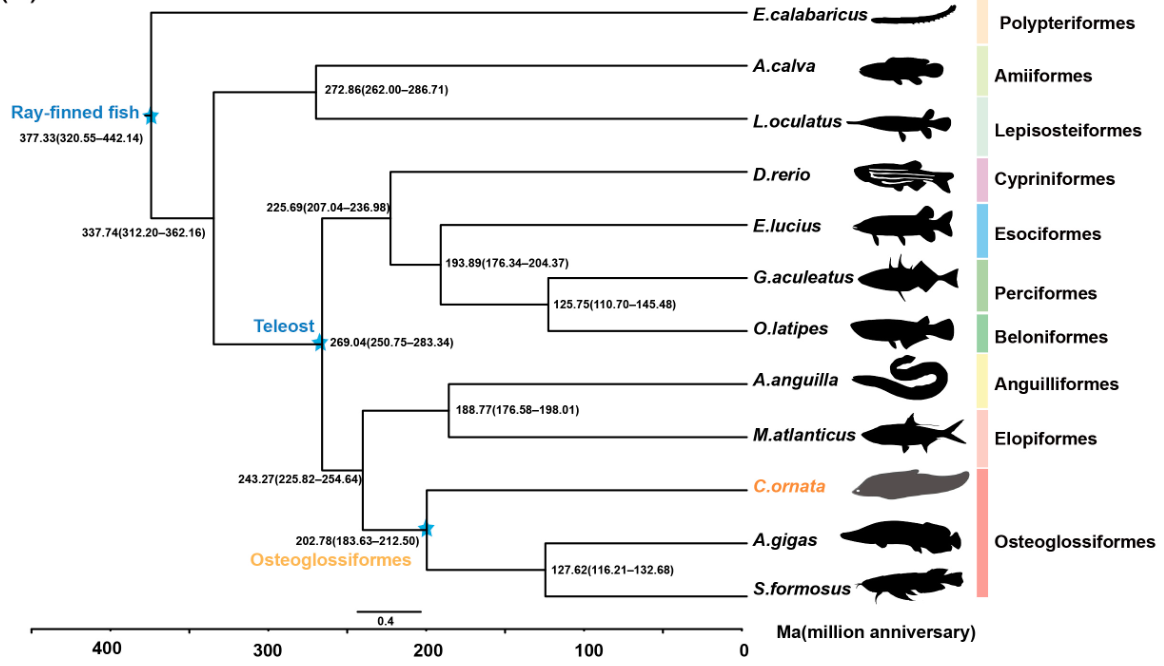 E.calabaricus
Polypteriformes
A.calva
Amiiformes
272.86(262.00–286.71)
Ray-finned fish
377.33(320.55–442.14)
L.oculatus
Lepisosteiformes
D.rerio
Cypriniformes
225.69(207.04–236.98)
337.74(312.20–362.16)
E.lucius
Esociformes
193.89(176.34–204.37)
G.aculeatus
Perciformes
125.75(110.70–145.48)
Teleost
269.04(250.75–283.34)
O.latipes
Beloniformes
A.anguilla
Anguilliformes
188.77(176.58–198.01)
M.atlanticus
Elopiformes
243.27(225.82–254.64)
C.ornata
202.78(183.63–212.50)
Osteoglossiformes
A.gigas
Osteoglossiformes
127.62(116.21–132.68)
S.formosus
0.4
Ma(million anniversary)
400 300 200 100 0